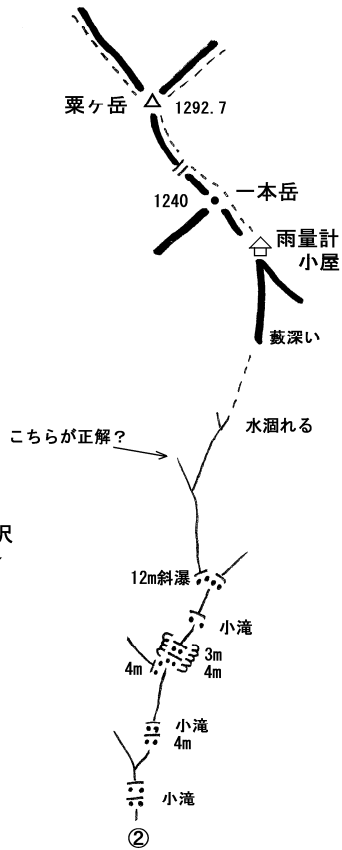 粟ヶ岳
1292.7
一本岳
1240
雨量計
小屋
藪深い
水涸れる
こちらが正解？
沢
12m斜瀑
小滝
3m
4m
4m
小滝
4m
小滝
②